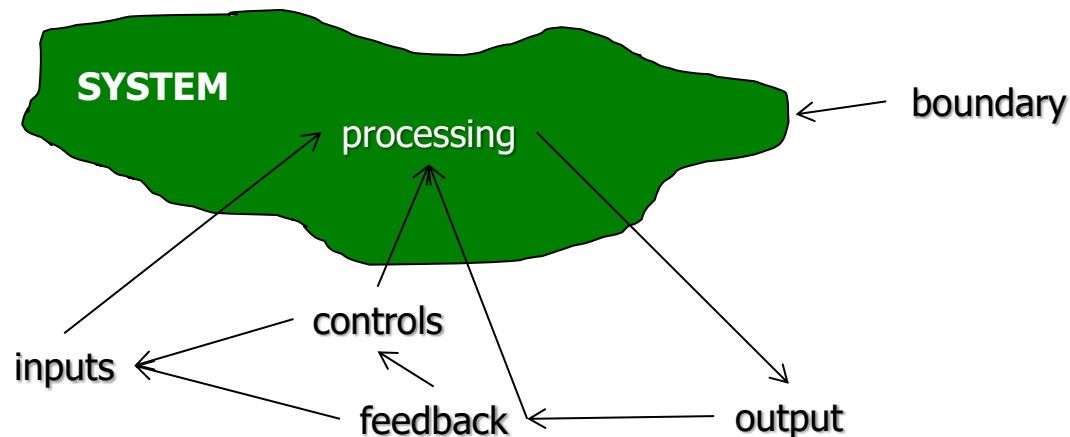 SYSTEM
boundary
processing
controls
inputs
feedback
output